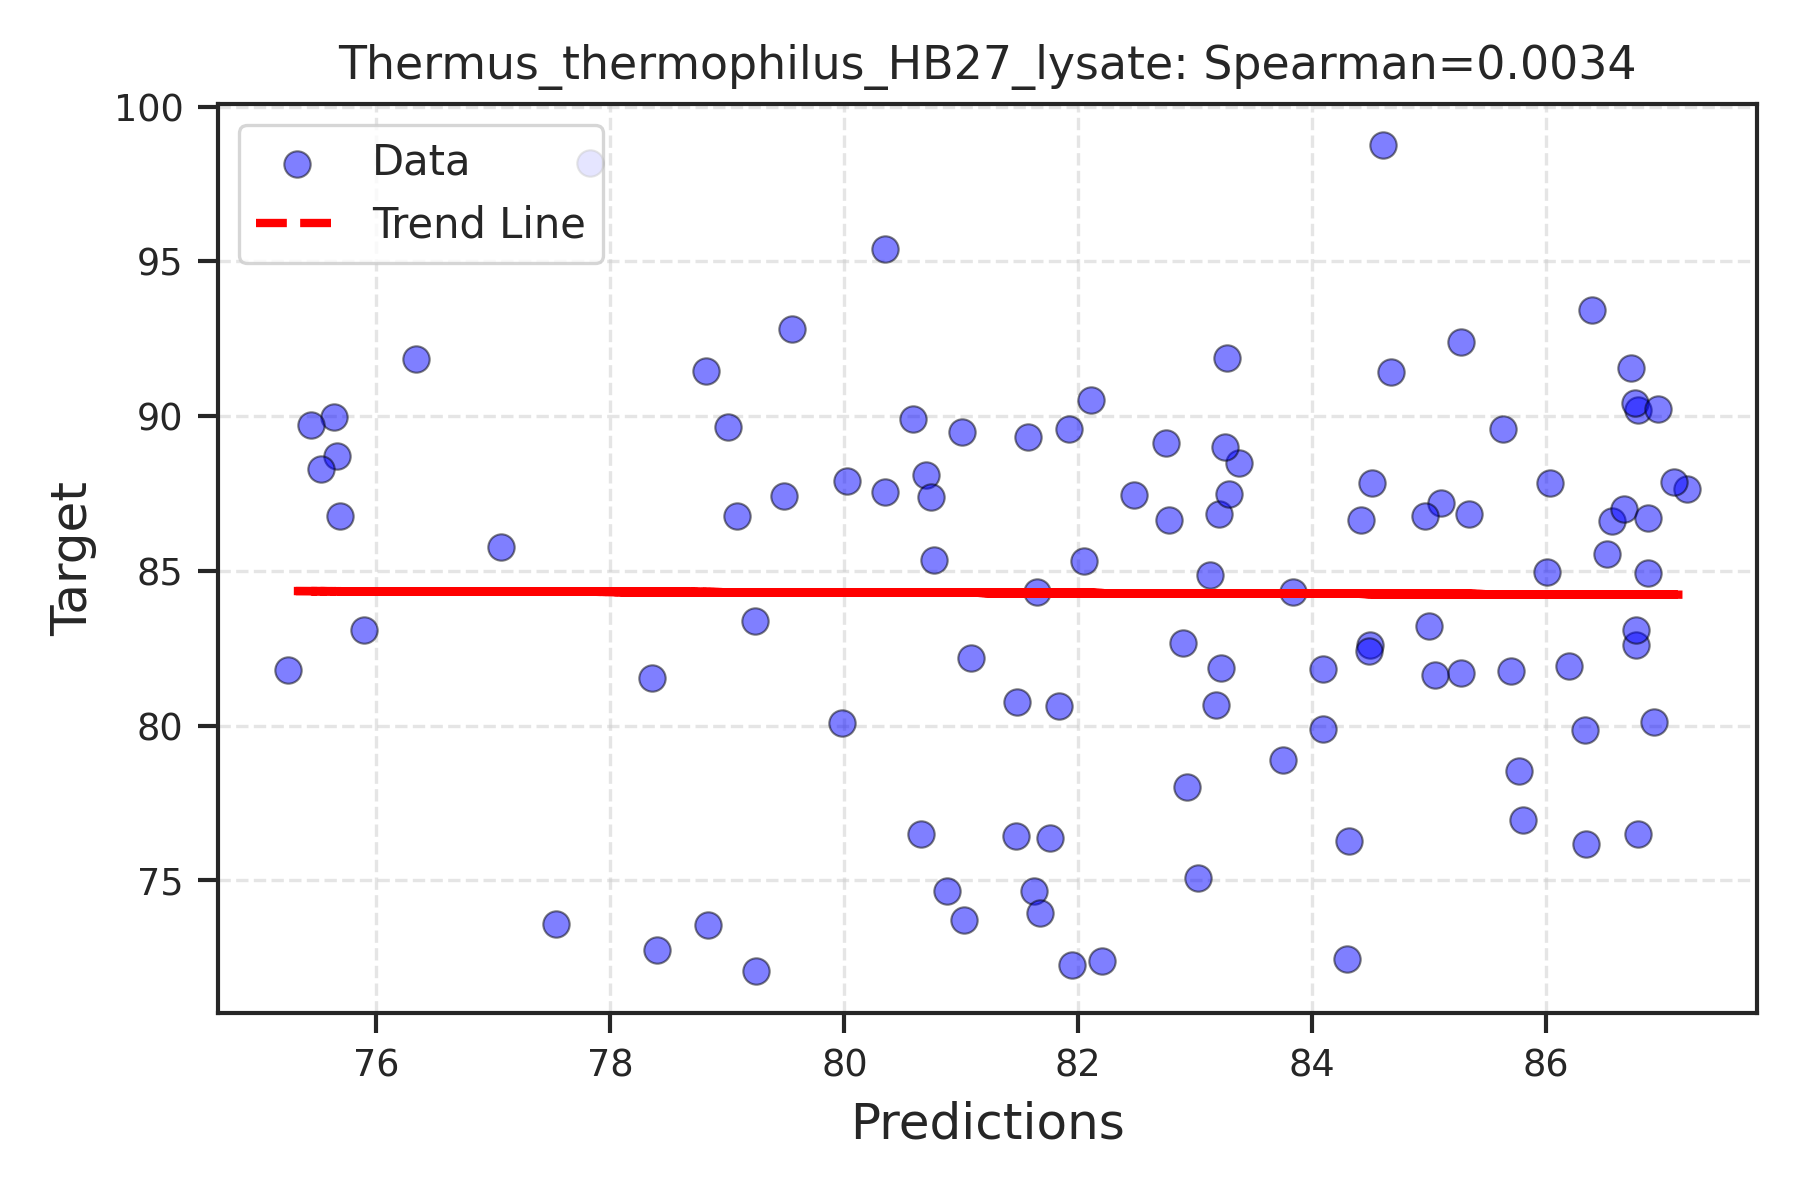 Thermus_thermophilus_HB27_lysate: Spearman=0.0034
100
95
90
85
80
75
Target
Data
Trend Line
76 78 80 82 84 86
Predictions